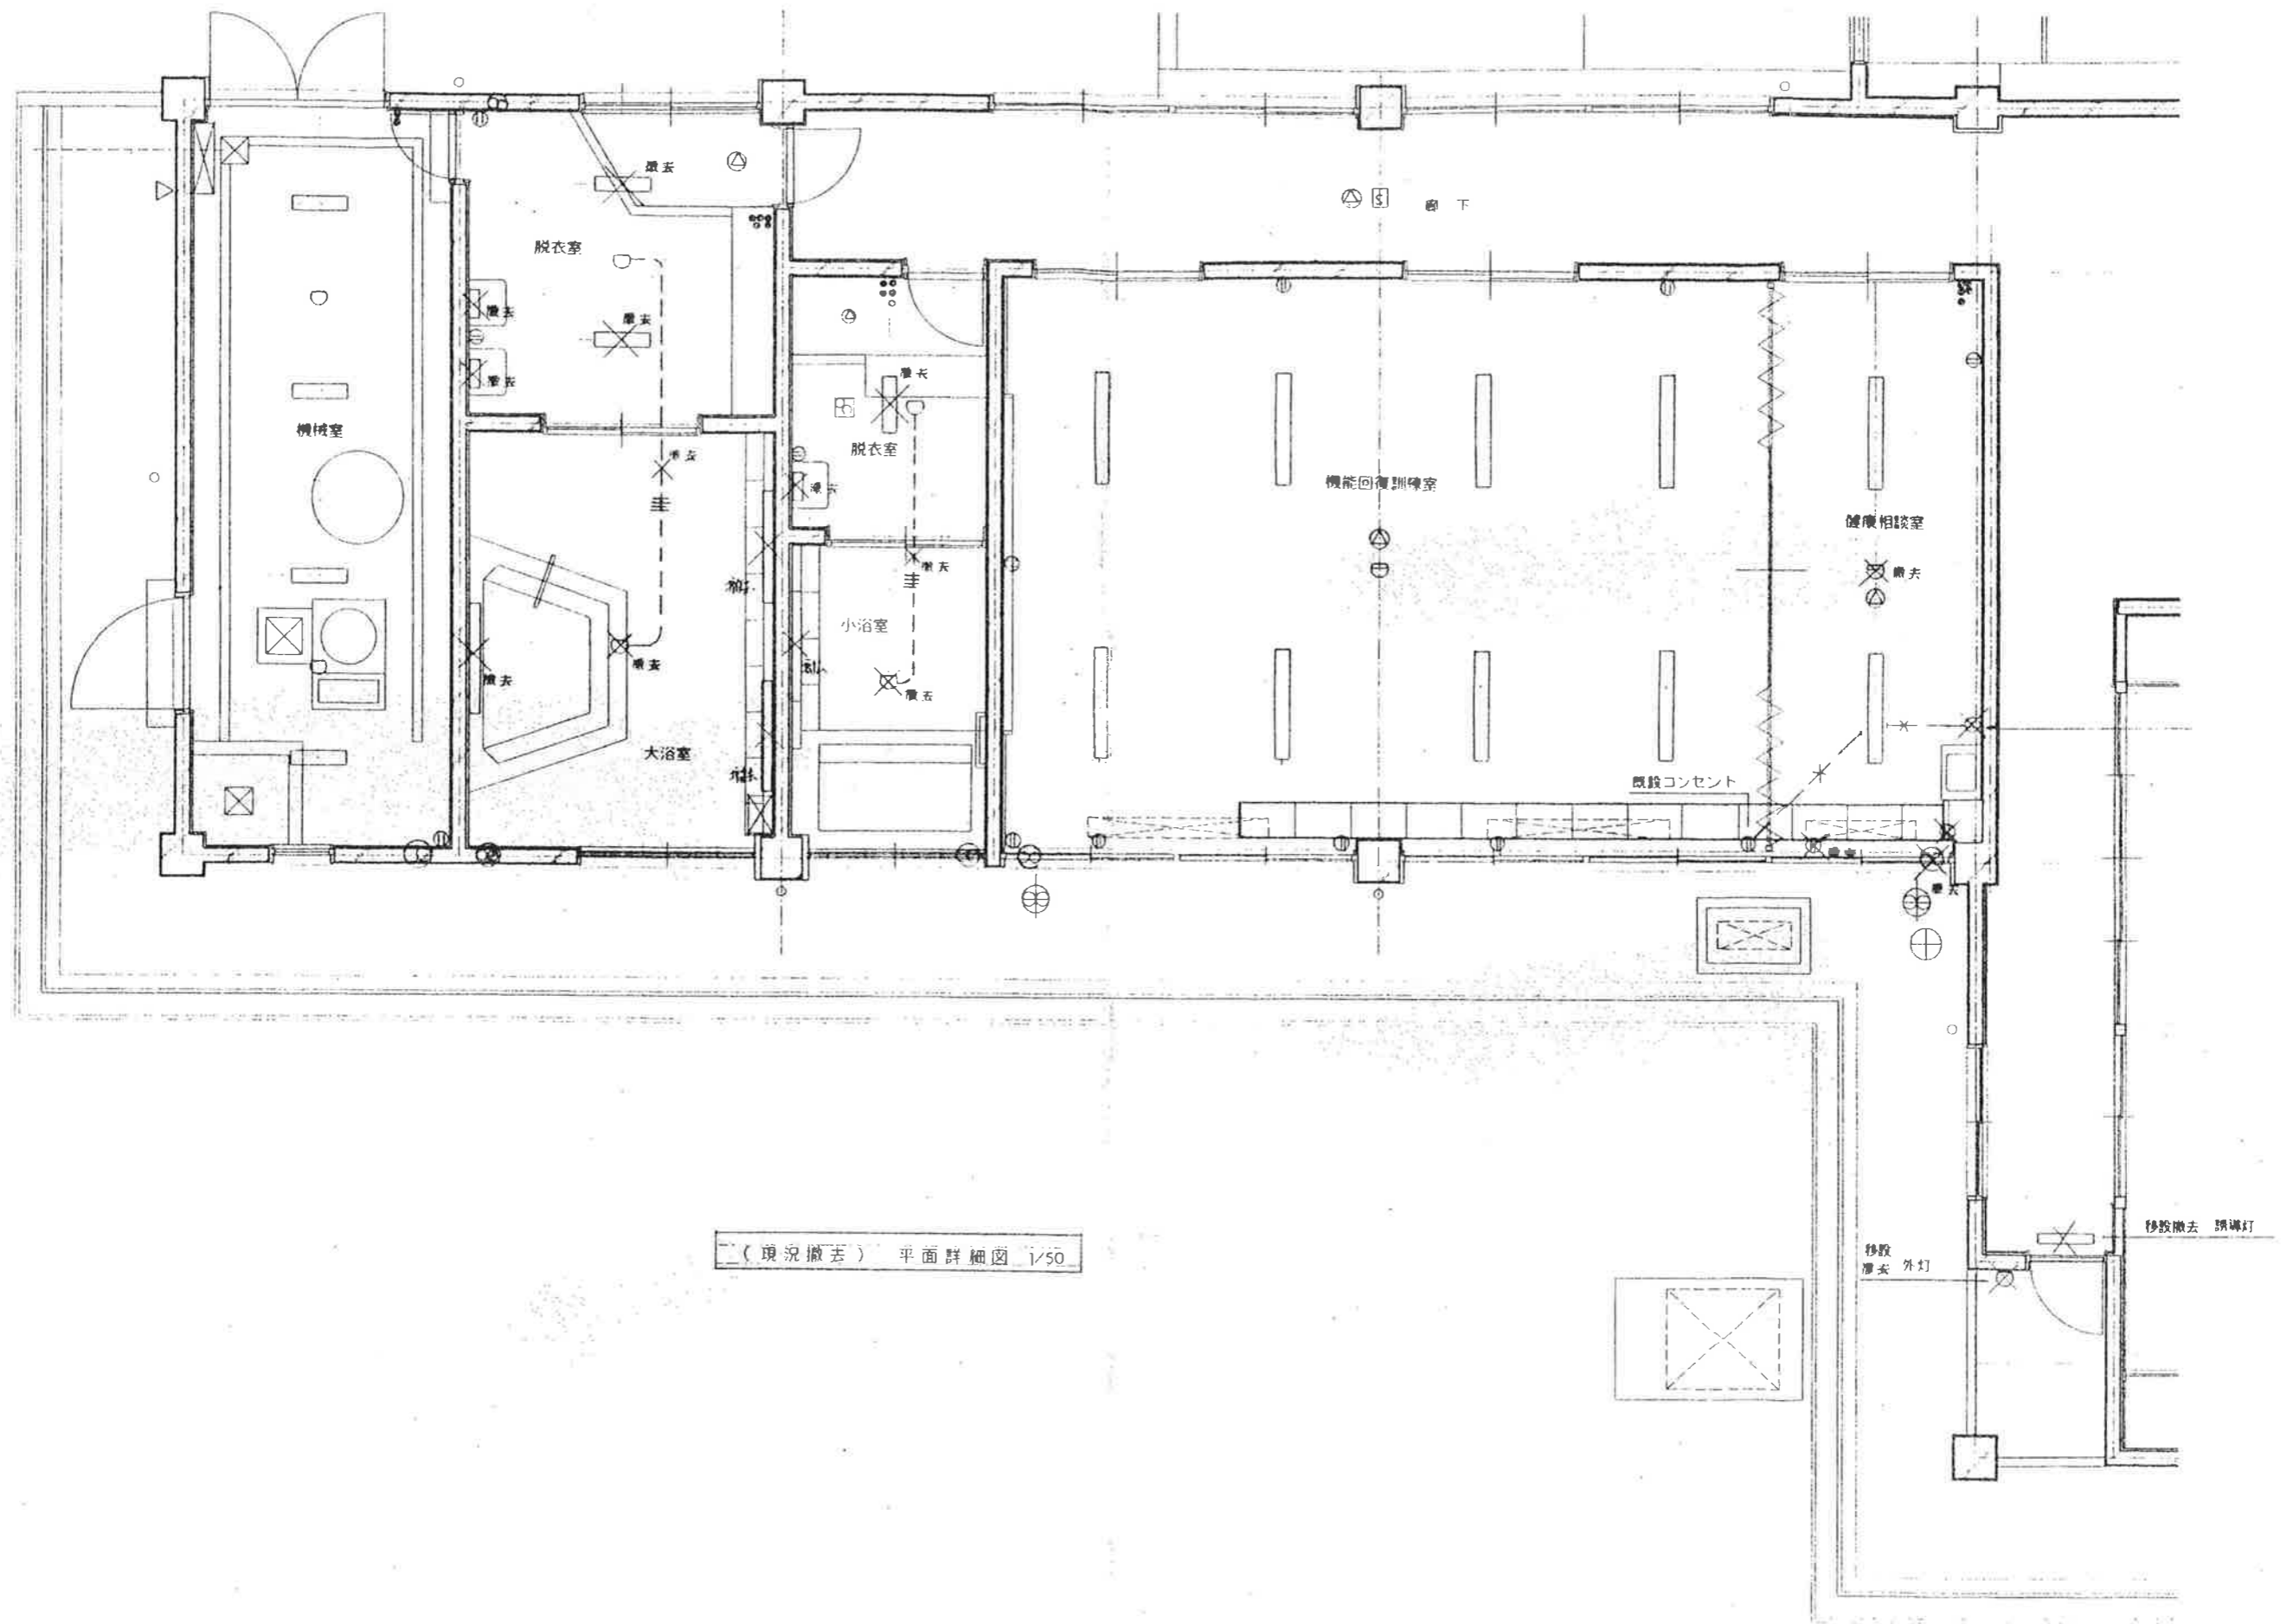 撤去
廊下
脱衣室
撤去
撤去
撤去
撤去
機械室
脱衣室
撤去
撤去
機能回復訓練室
健康相談室
撤去
撤去
小浴室
撤去
撤去
撤去
大浴室
既設コンセント
撤去
撤去
移設撤去 誘導灯
移設
撤去 外灯
(現況撤去) 平面詳細図 1/50